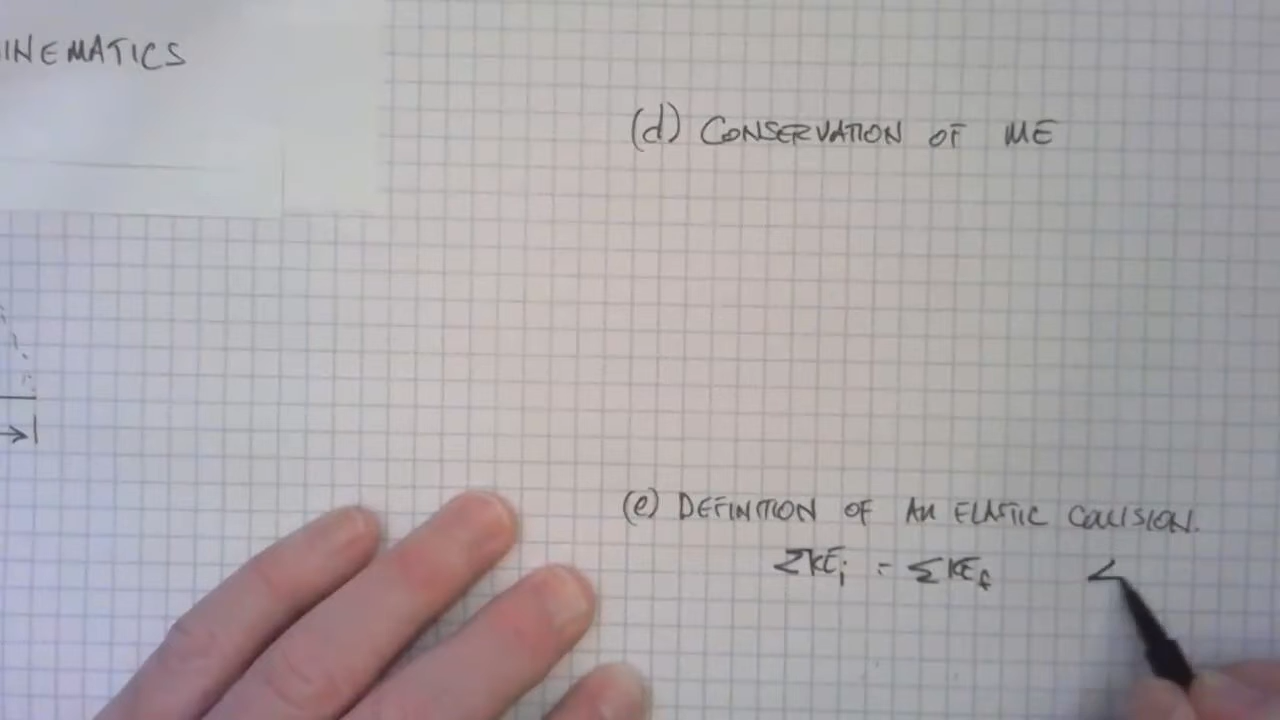 INEMATICS
(d) CONSERVATION OF ME
(e) DEFINITION OF AN ELASTIC COLLISION.
ΣKEi = ΣKEf